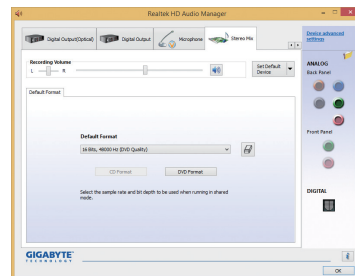 Realtek HD Audio Manager
Digital Output(Optical)
Digital Output
Microphone
Stereo Mix
Device advanced
settings
Recording Volume
L
R
Set Default
Device
ANALOG
Back Panel
Default Format
Default Format
16 Bits, 48000 Hz (DVD Quality)
CD Format
DVD Format
Select the sample rate and bit depth to be used when running in shared
mode.
Front Panel
DIGITAL
GIGABYTE™
TECHNOLOGY
i
OK